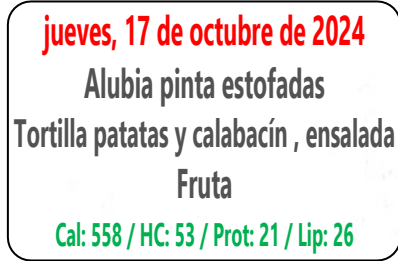 jueves, 17 de octubre de 2024
Alubia pinta estofadas
Tortilla patatas y calabacín , ensalada
Fruta
Cal: 558 / HC: 53 / Prot: 21 / Lip: 26